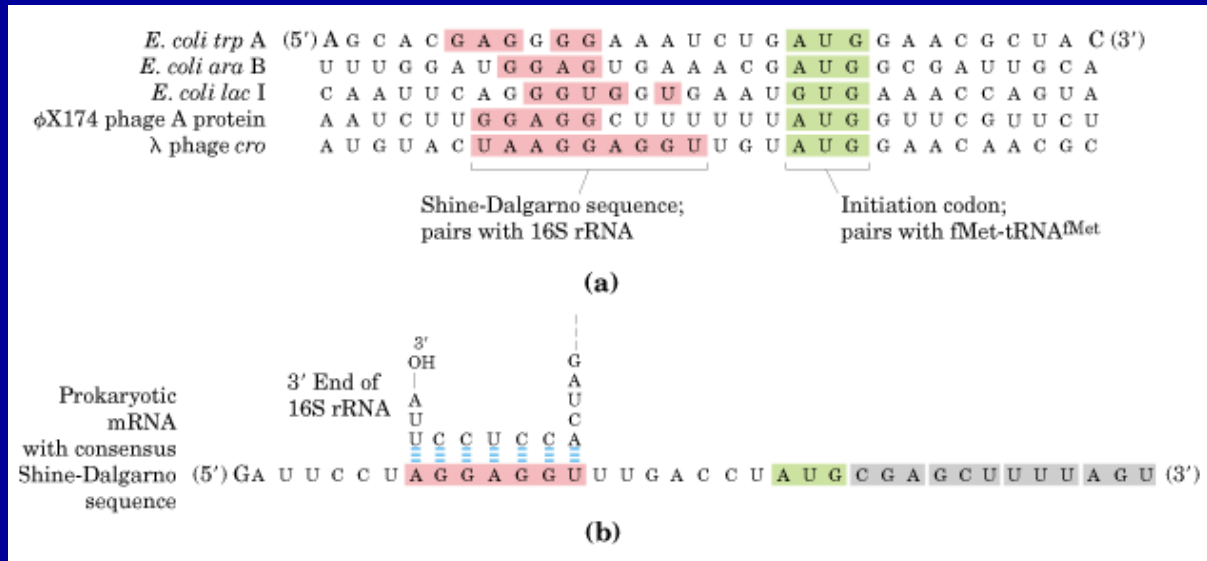 E. coli trp A (5′) A G C A C G A G G G G A A A U C U G A U G G A A C G C U A C (3′)
E. coli ara B U U U G G A U G G A G U G A A A C G A U G G C G A U U G C A
E. coli lac I C A A U U C A G G G U G G U G A A U G U G A A A C C A G U A
ϕX174 phage A protein A A U C U U G G A G G C U U U U U U A U G G U U C G U U C U
λ phage cro A U G U A C U A A G G A G G U U G U A U G G A A C A A C G C
Shine-Dalgarno sequence;
pairs with 16S rRNA
Initiation codon;
pairs with fMet-tRNAfMet
(a)
3′
OH
A
U
U C C U C C A
C
U
A
G
3′ End of
16S rRNA
Prokaryotic
mRNA
with consensus
Shine-Dalgarno
sequence
(5′) G A U U C C U A G G A G G U U U G A C C U A U G C G A G C U U U U A G U (3′)
(b)